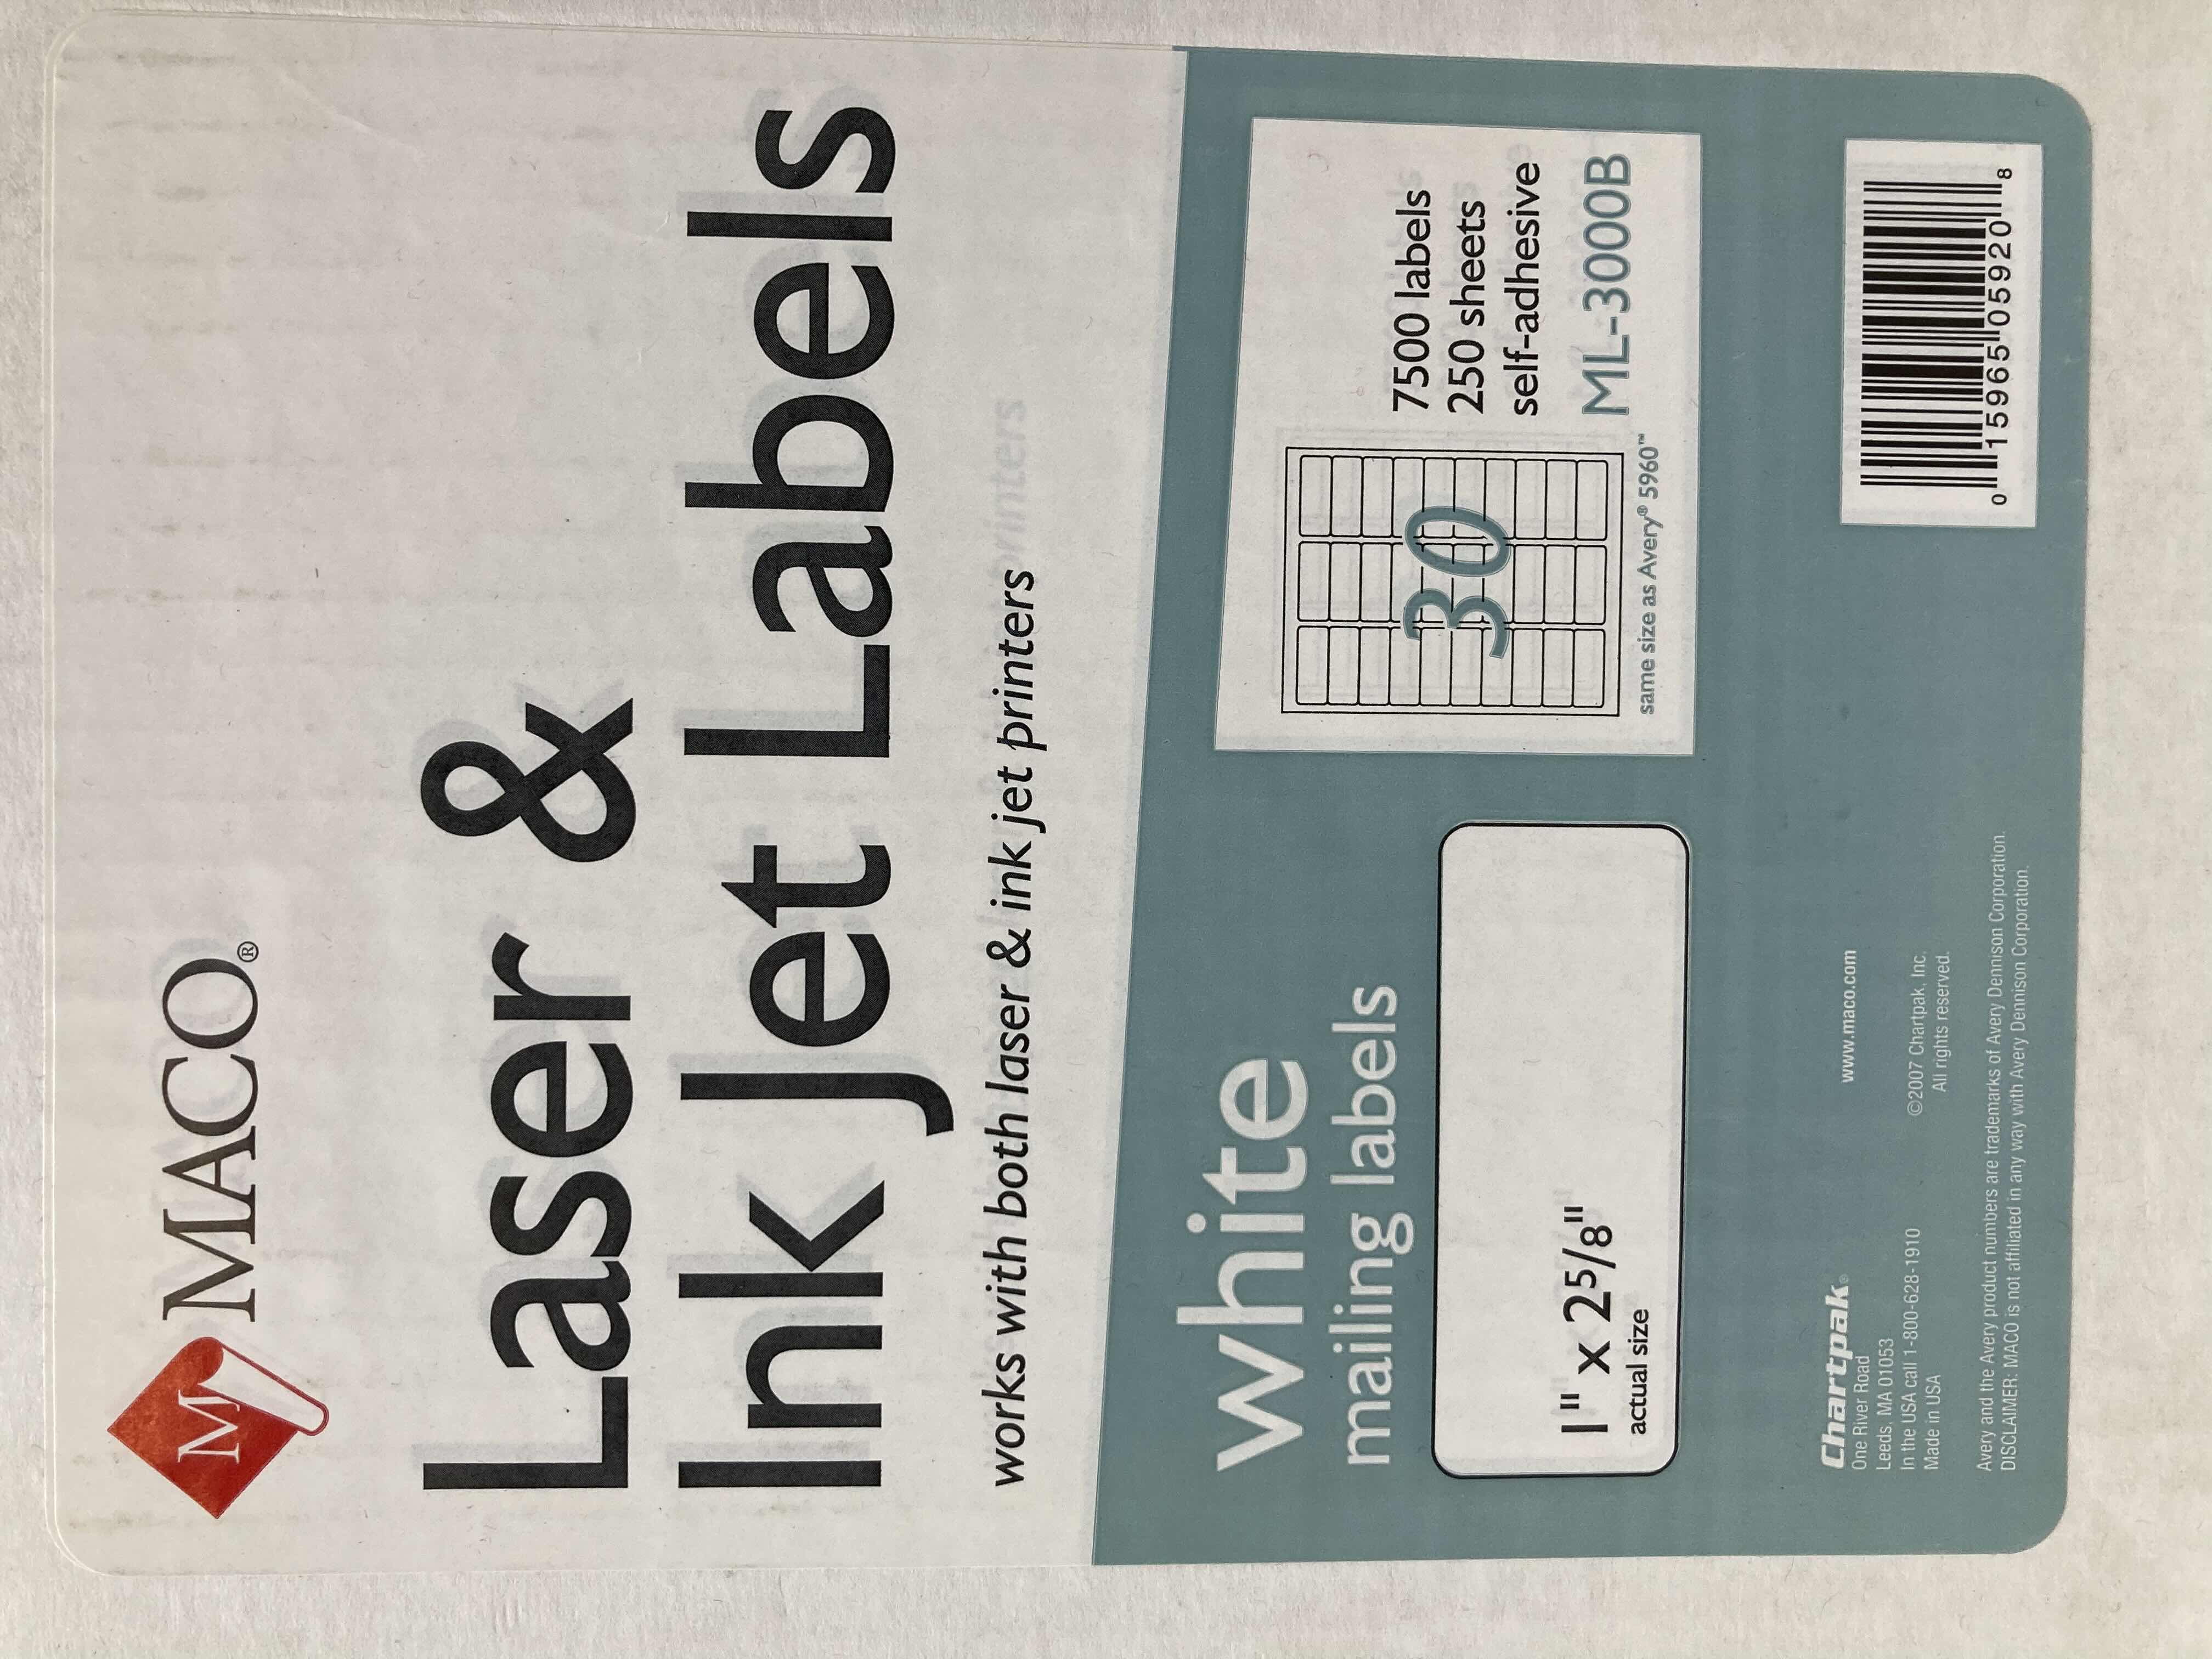 M MACO®
Laser &
Ink Jet Labels
works with both laser & ink jet printers
white
mailing labels
1" x 2 5/8"
actual size
30
7500 labels
250 sheets
self-adhesive
ML-3000B
same size as Avery® 5960™
Chartpak®
One River Road
Leeds, MA 01053
In the USA call 1-800-628-1910
Made in USA
www.maco.com
©2007 Chartpak, Inc.
All rights reserved.
Avery and the Avery product numbers are trademarks of Avery Dennison Corporation.
DISCLAIMER: MACO is not affiliated in any way with Avery Dennison Corporation.
0 15965 05920 8